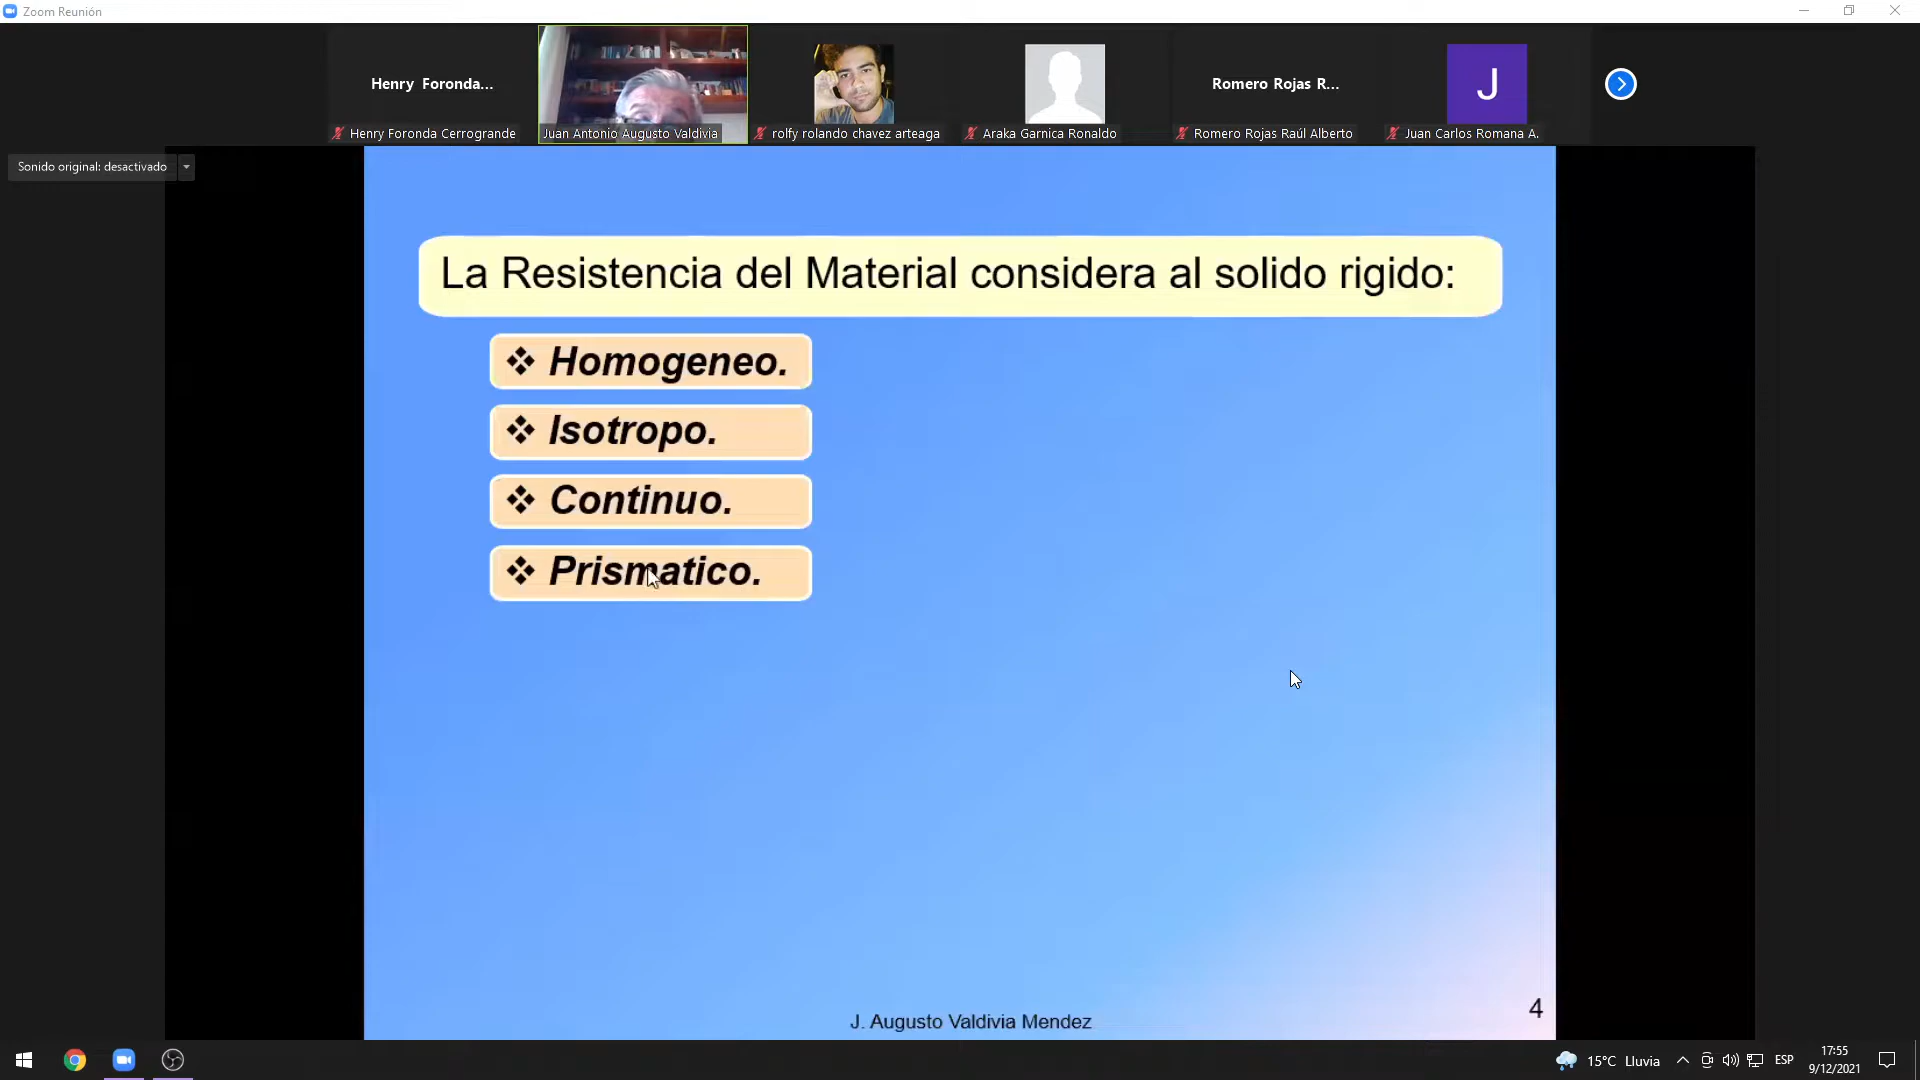 Zoom Reunión
Henry Foronda...
Romero Rojas R...
J
Henry Foronda Cerrogrande
Juan Antonio Augusto Valdivia
rolfy rolando chavez arteaga
Araka Garnica Ronaldo
Romero Rojas Raúl Alberto
Juan Carlos Romana A.
Sonido original: desactivado
La Resistencia del Material considera al solido rigido:
❖ Homogeneo.
❖ Isotropo.
❖ Continuo.
❖ Prismatico.
J. Augusto Valdivia Mendez
4
15°C Lluvia
ESP
17:55
9/12/2021